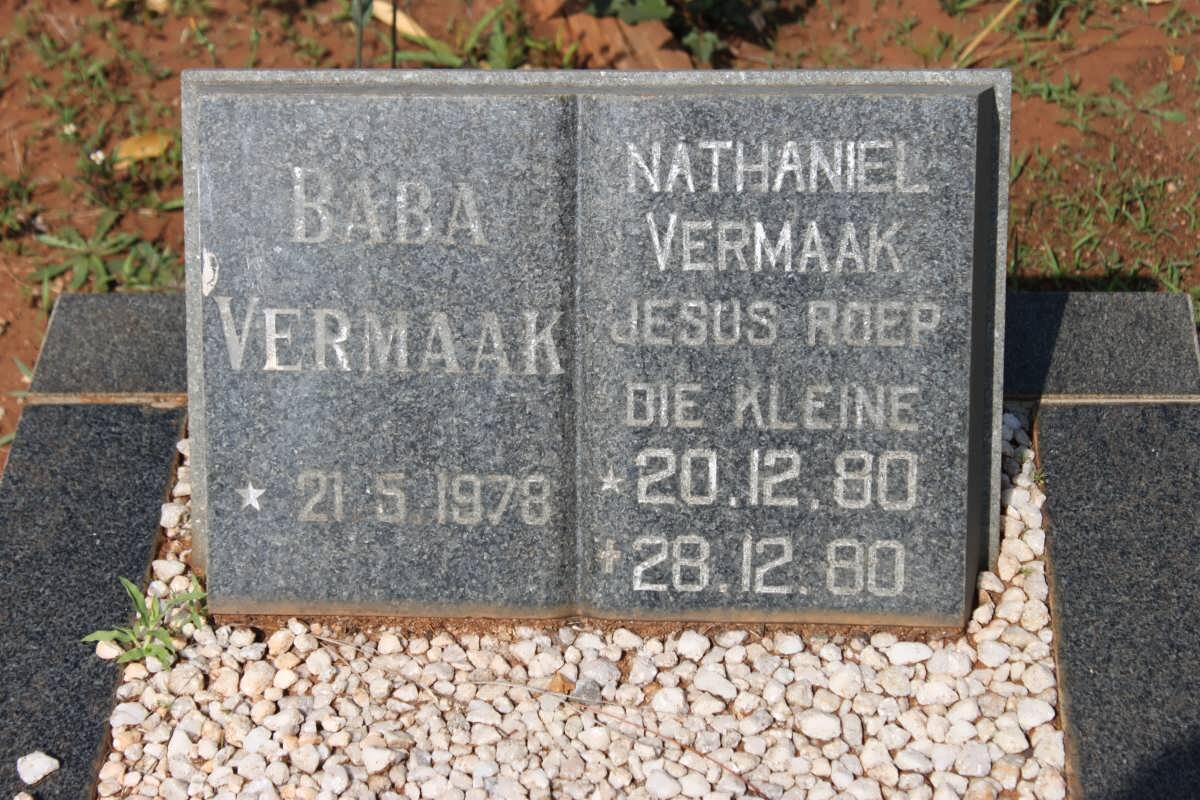 BABA
VERMAAK
★ 21.5.1978
NATHANIEL
VERMAAK
JESUS ROEP
DIE KLEINE
★ 20.12.80
✝ 28.12.80